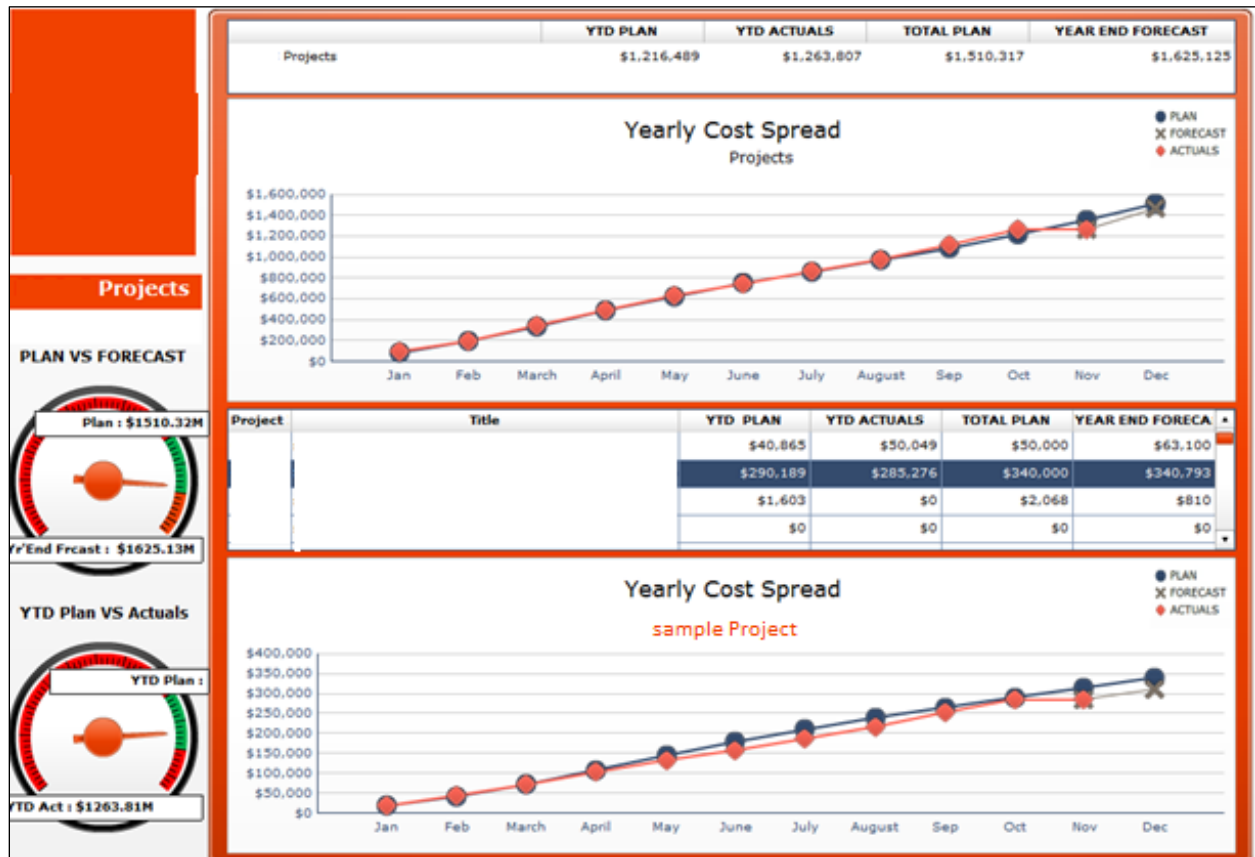 YTD PLAN YTD ACTUALS TOTAL PLAN YEAR END FORECAST
Projects $1,216,489 $1,263,807 $1,510,317 $1,625,125
Yearly Cost Spread
Projects
PLAN
FORECAST
ACTUALS
$1,600,000
$1,400,000
$1,200,000
$1,000,000
$800,000
$600,000
$400,000
$200,000
$0
Jan Feb March April May June July August Sep Oct Nov Dec
Projects
PLAN VS FORECAST
Plan : $1510.32M
Yr'End Frcast : $1625.13M
YTD Plan VS Actuals
YTD Plan :
YTD Act : $1263.81M
Project Title YTD PLAN YTD ACTUALS TOTAL PLAN YEAR END FORECA
$40,865 $50,049 $50,000 $63,100
$290,189 $285,276 $340,000 $340,793
$1,603 $0 $2,068 $810
$0 $0 $0 $0
Yearly Cost Spread
sample Project
PLAN
FORECAST
ACTUALS
$400,000
$350,000
$300,000
$250,000
$200,000
$150,000
$100,000
$50,000
$0
Jan Feb March April May June July August Sep Oct Nov Dec